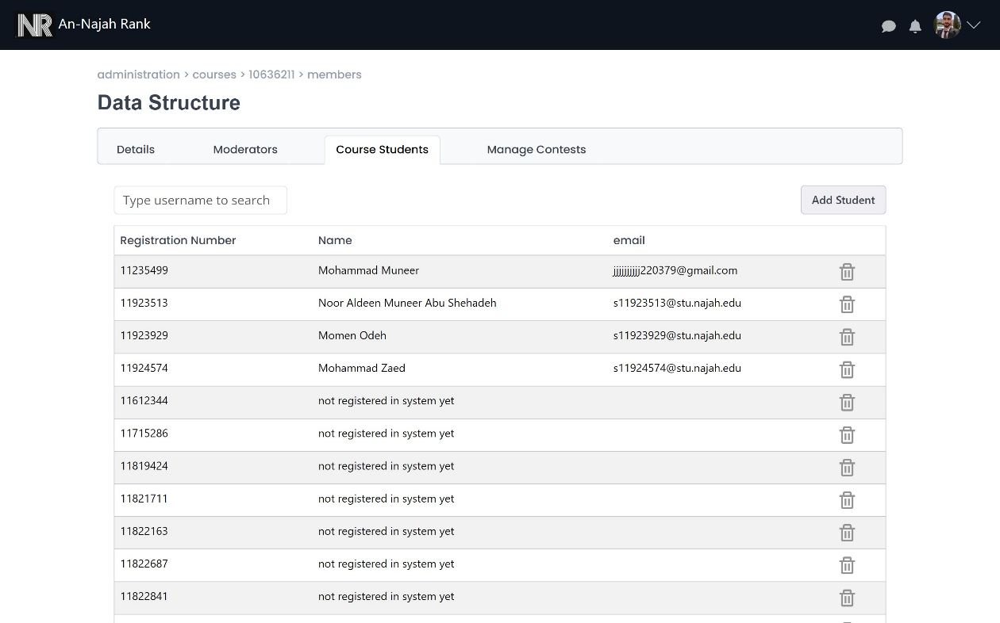 NR An-Najah Rank
administration > courses > 10636211 > members
Data Structure
Details Moderators Course Students Manage Contests
Type username to search Add Student
Registration Number Name email
11235499 Mohammad Muneer jjjjjjjjjj220379@gmail.com
11923513 Noor Aldeen Muneer Abu Shehadeh s11923513@stu.najah.edu
11923929 Momen Odeh s11923929@stu.najah.edu
11924574 Mohammad Zaed s11924574@stu.najah.edu
11612344 not registered in system yet
11715286 not registered in system yet
11819424 not registered in system yet
11821711 not registered in system yet
11822163 not registered in system yet
11822687 not registered in system yet
11822841 not registered in system yet